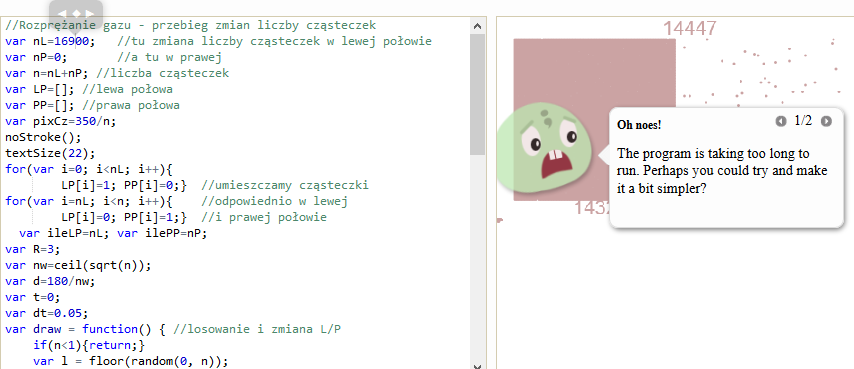 //Rozprężanie gazu - przebieg zmian liczby cząsteczek
var nL=16900;   //tu zmiana liczby cząsteczek w lewej połowie
var nP=0;       //a tu w prawej
var n=nL+nP; //liczba cząsteczek
var LP=[]; //lewa połowa
var PP=[]; //prawa połowa
var pixCz=350/n;
noStroke();
textSize(22);
for(var i=0; i<nL; i++){
        LP[i]=1; PP[i]=0;}  //umieszczamy cząsteczki
for(var i=nL; i<n; i++){    //odpowiednio w lewej
        LP[i]=0; PP[i]=1;}  //i prawej połowie
  var ileLP=nL; var ilePP=nP;
var R=3;
var nw=ceil(sqrt(n));
var d=180/nw;
var t=0;
var dt=0.05;
var draw = function() { //losowanie i zmiana L/P
    if(n<1){return;}
    var l = floor(random(0, n));
14447
Oh noes!
1/2
The program is taking too long to
run. Perhaps you could try and make
it a bit simpler?